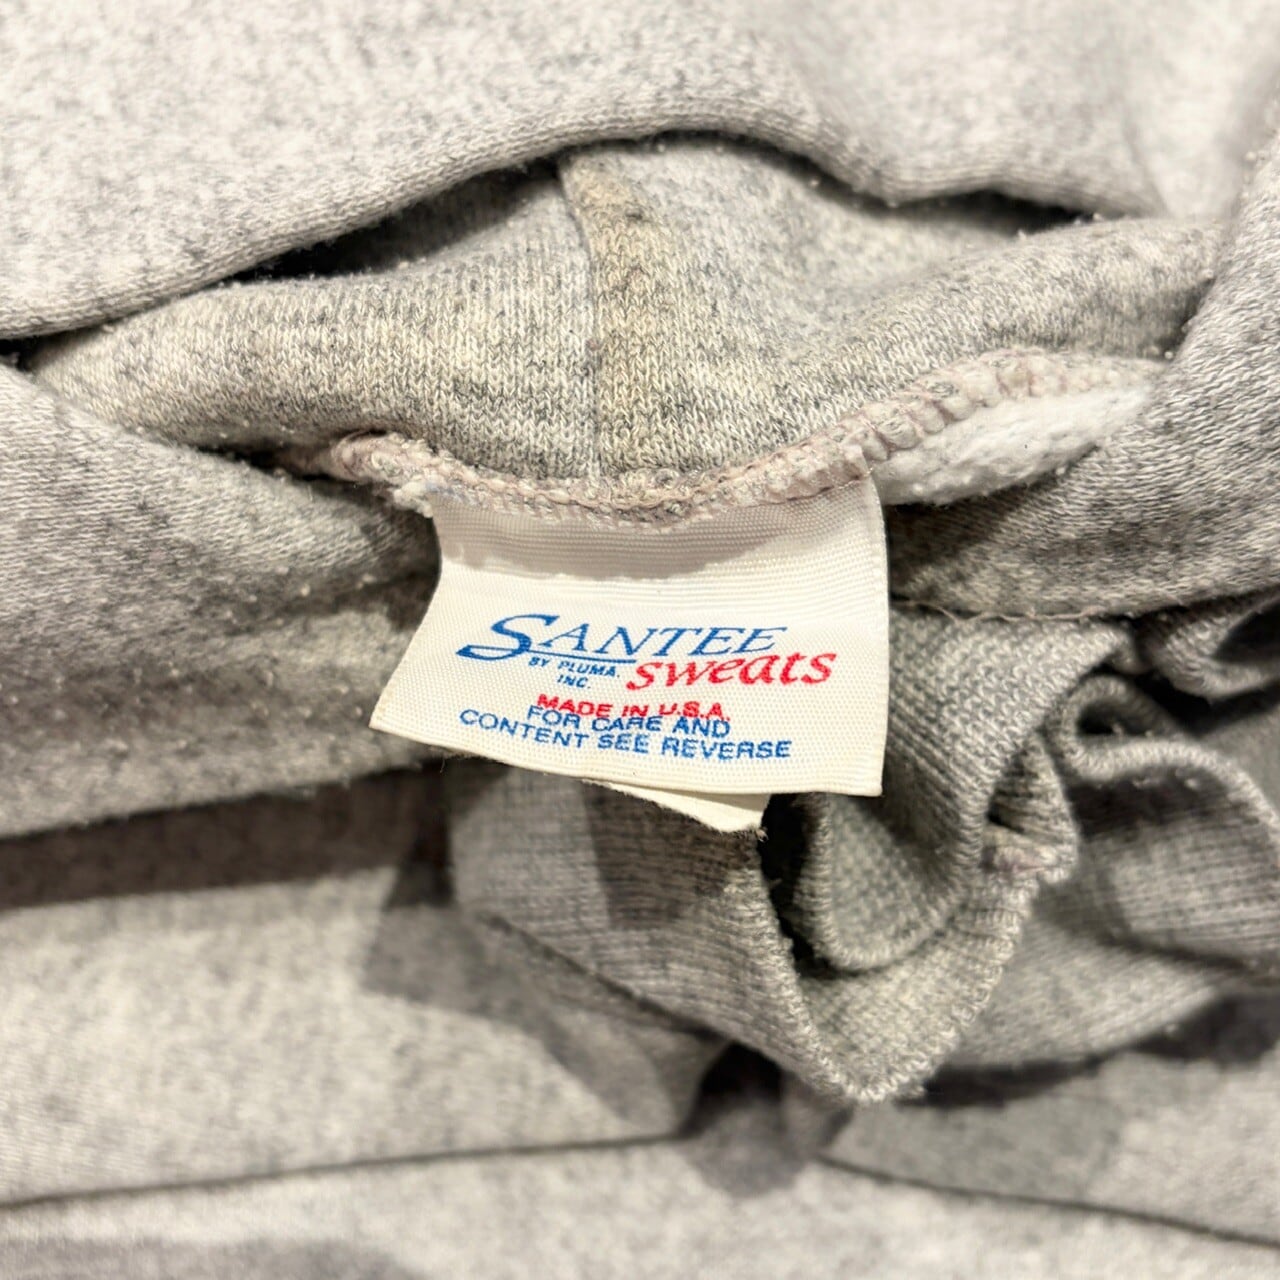 SANTEE
BY PLUMA, INC. sweats
MADE IN U.S.A.
FOR CARE AND
CONTENT SEE REVERSE